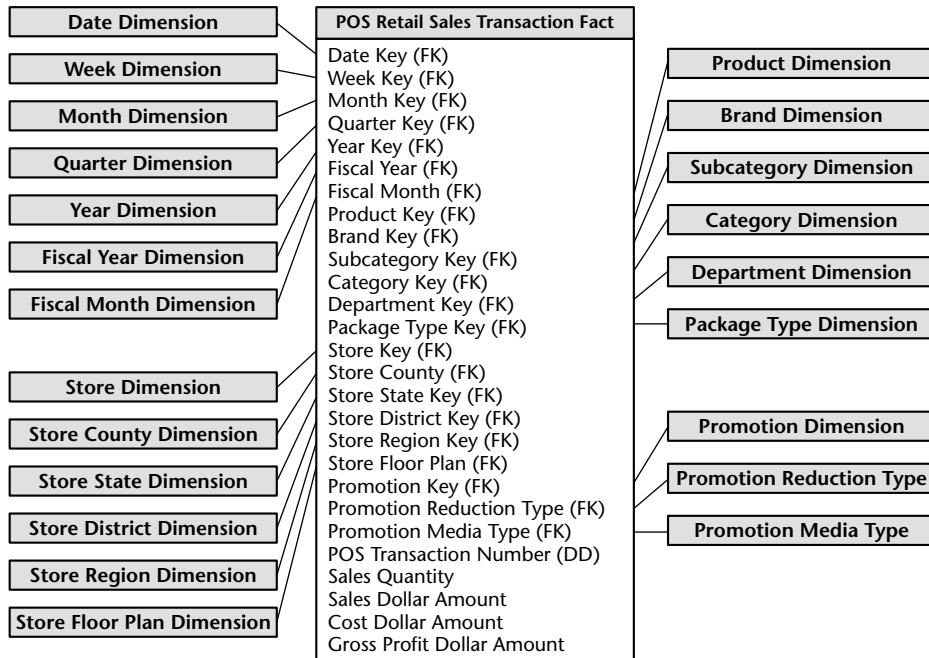 Date Dimension
Week Dimension
Month Dimension
Quarter Dimension
Year Dimension
Fiscal Year Dimension
Fiscal Month Dimension
Store Dimension
Store County Dimension
Store State Dimension
Store District Dimension
Store Region Dimension
Store Floor Plan Dimension
POS Retail Sales Transaction Fact
Date Key (FK)
Week Key (FK)
Month Key (FK)
Quarter Key (FK)
Year Key (FK)
Fiscal Year (FK)
Fiscal Month (FK)
Product Key (FK)
Brand Key (FK)
Subcategory Key (FK)
Category Key (FK)
Department Key (FK)
Package Type Key (FK)
Store Key (FK)
Store County (FK)
Store State Key (FK)
Store District Key (FK)
Store Region Key (FK)
Store Floor Plan (FK)
Promotion Key (FK)
Promotion Reduction Type (FK)
Promotion Media Type (FK)
POS Transaction Number (DD)
Sales Quantity
Sales Dollar Amount
Cost Dollar Amount
Gross Profit Dollar Amount
Product Dimension
Brand Dimension
Subcategory Dimension
Category Dimension
Department Dimension
Package Type Dimension
Promotion Dimension
Promotion Reduction Type
Promotion Media Type